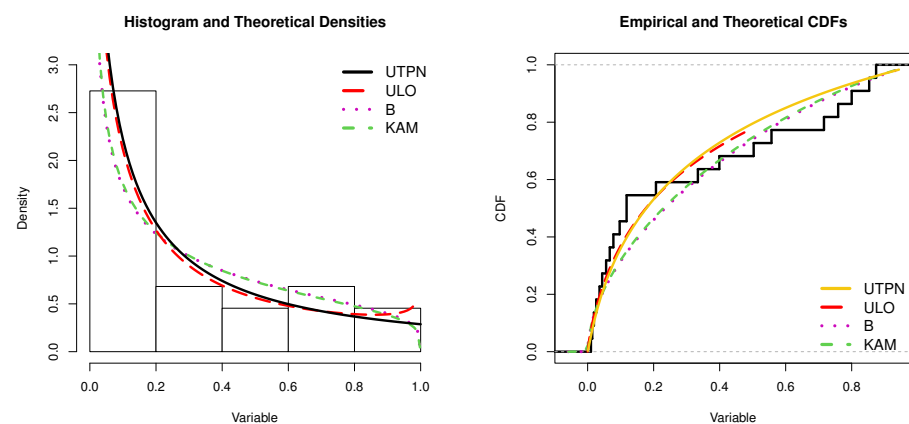 Histogram and Theoretical Densities
3.0
2.5
2.0
1.5
1.0
0.5
0.0
Density
UTPN
ULO
B
KAM
0.0 0.2 0.4 0.6 0.8 1.0
Variable
Empirical and Theoretical CDFs
1.0
0.8
0.6
0.4
0.2
0.0
CDF
UTPN
ULO
B
KAM
0.0 0.2 0.4 0.6 0.8
Variable